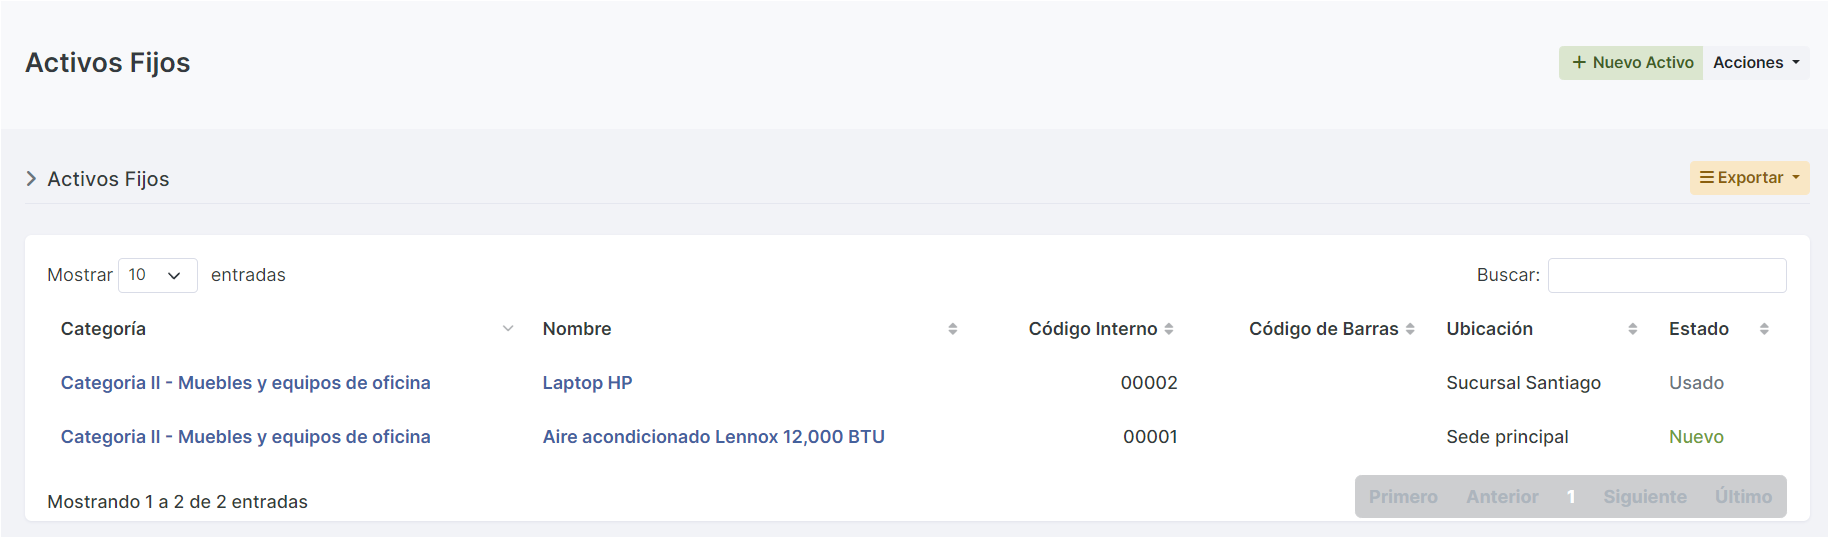 Activos Fijos
+ Nuevo Activo Acciones
Activos Fijos
Exportar
Mostrar 10 entradas Buscar:
Categoría Nombre Código Interno Código de Barras Ubicación Estado
Categoria II - Muebles y equipos de oficina Laptop HP 00002 Sucursal Santiago Usado
Categoria II - Muebles y equipos de oficina Aire acondicionado Lennox 12,000 BTU 00001 Sede principal Nuevo
Mostrando 1 a 2 de 2 entradas
Primero Anterior 1 Siguiente Último